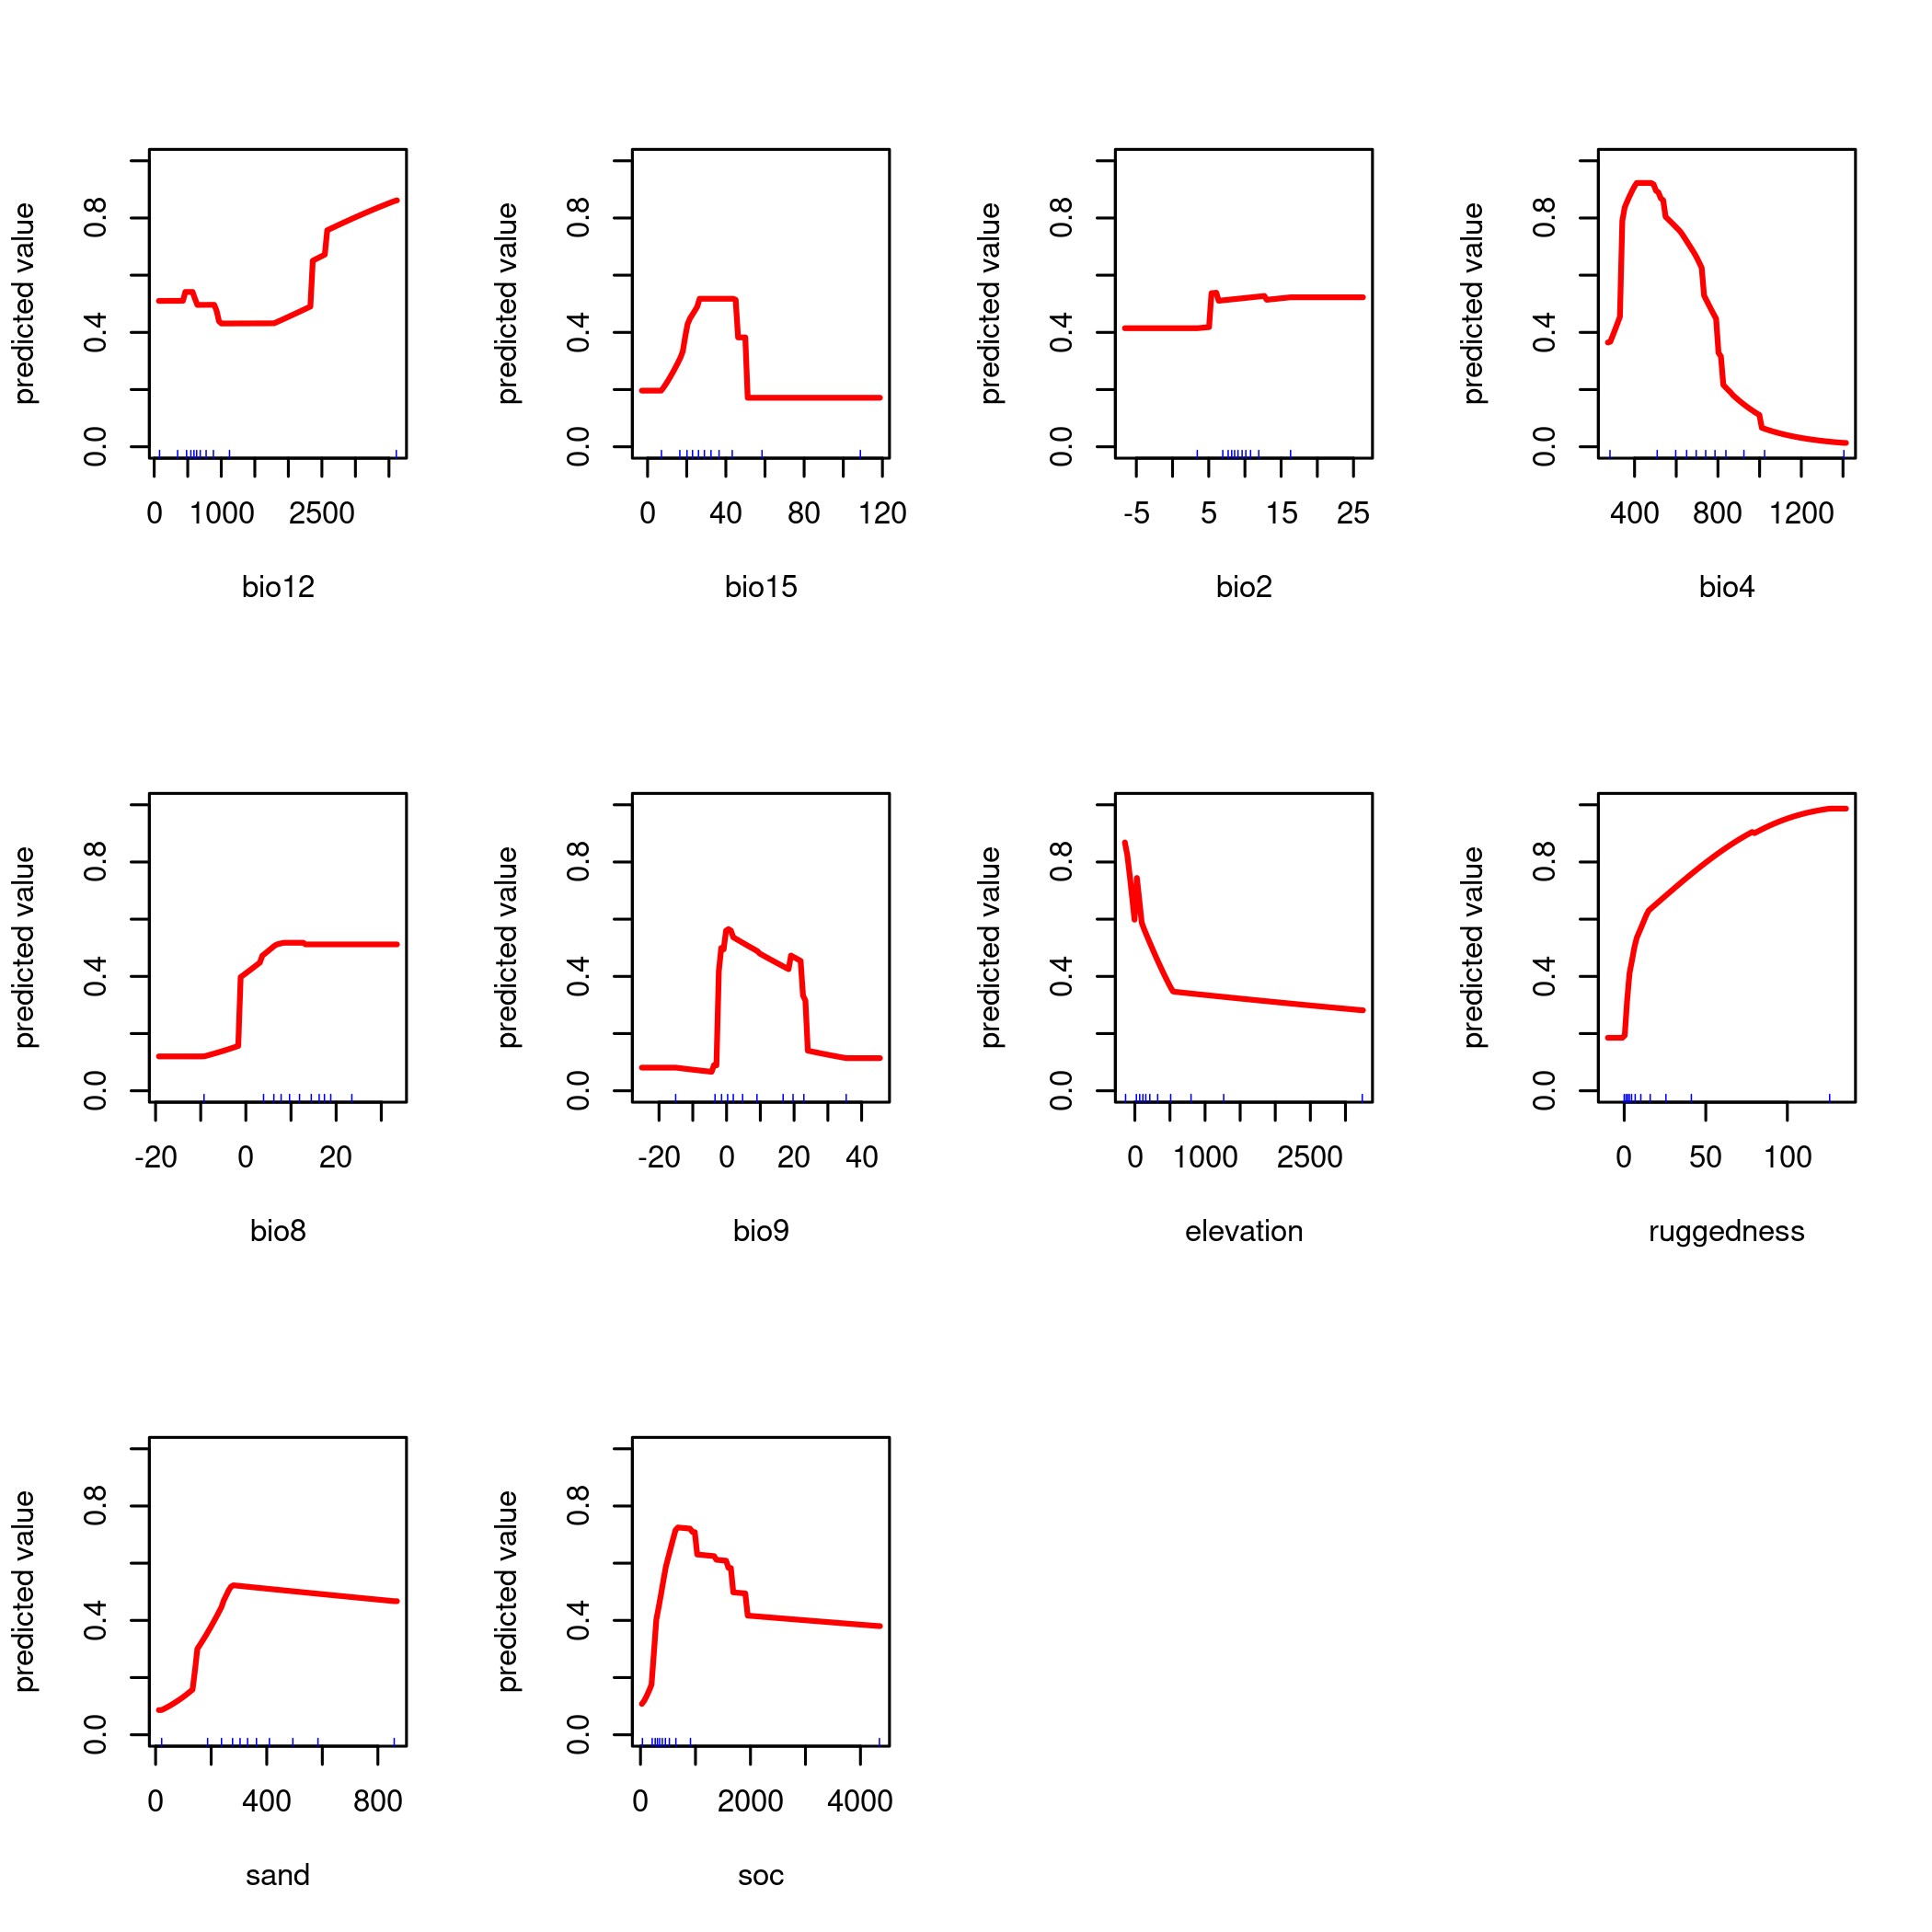 predicted value
0.0 0.4 0.8
0 1000 2500
bio12
predicted value
0.0 0.4 0.8
0 40 80 120
bio15
predicted value
0.0 0.4 0.8
-5 5 15 25
bio2
predicted value
0.0 0.4 0.8
400 800 1200
bio4
predicted value
0.0 0.4 0.8
-20 0 20
bio8
predicted value
0.0 0.4 0.8
-20 0 20 40
bio9
predicted value
0.0 0.4 0.8
0 1000 2500
elevation
predicted value
0.0 0.4 0.8
0 50 100
ruggedness
predicted value
0.0 0.4 0.8
0 400 800
sand
predicted value
0.0 0.4 0.8
0 2000 4000
soc